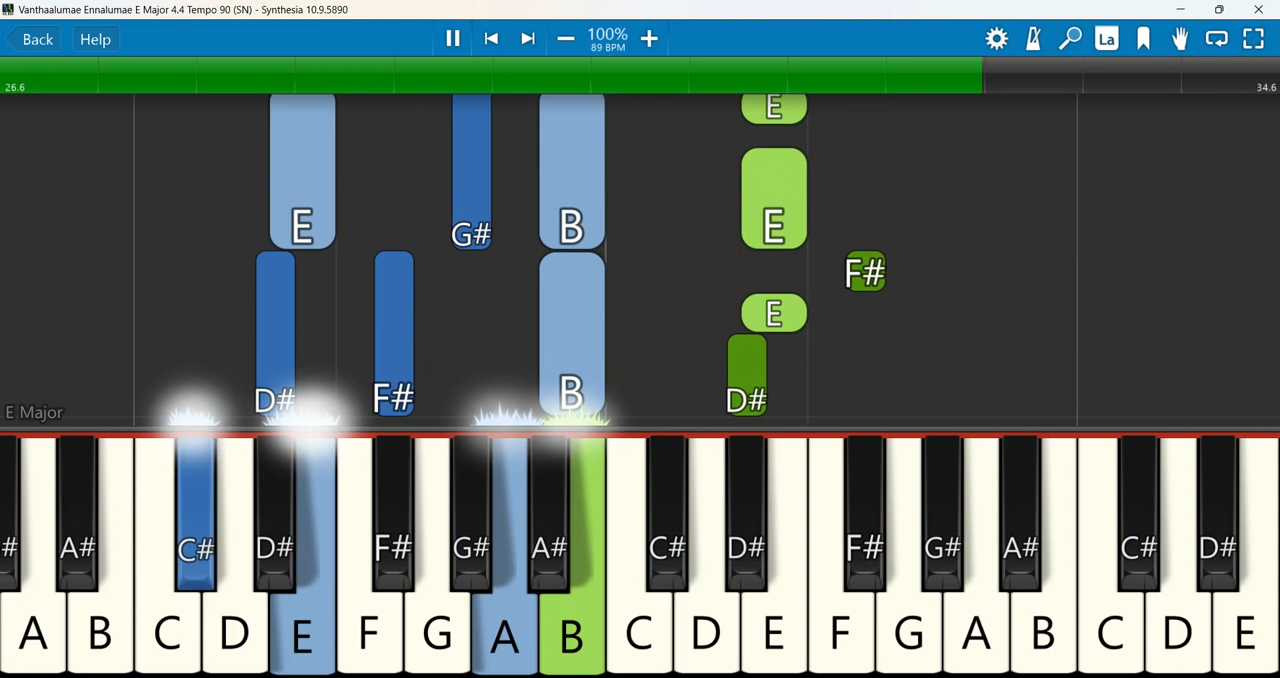 Vanthaalumae Ennalumae E Major 4.4 Tempo 90 (SN) - Synthesia 10.9.5890
Back Help 100% La
89 BPM
26.6 34.6
E
E G# B E
F#
E
D# F# B D#
E Major
# A# C# D# F# G# A# C# D# F# G# A# C# D#
A B C D E F G A B C D E F G A B C D E